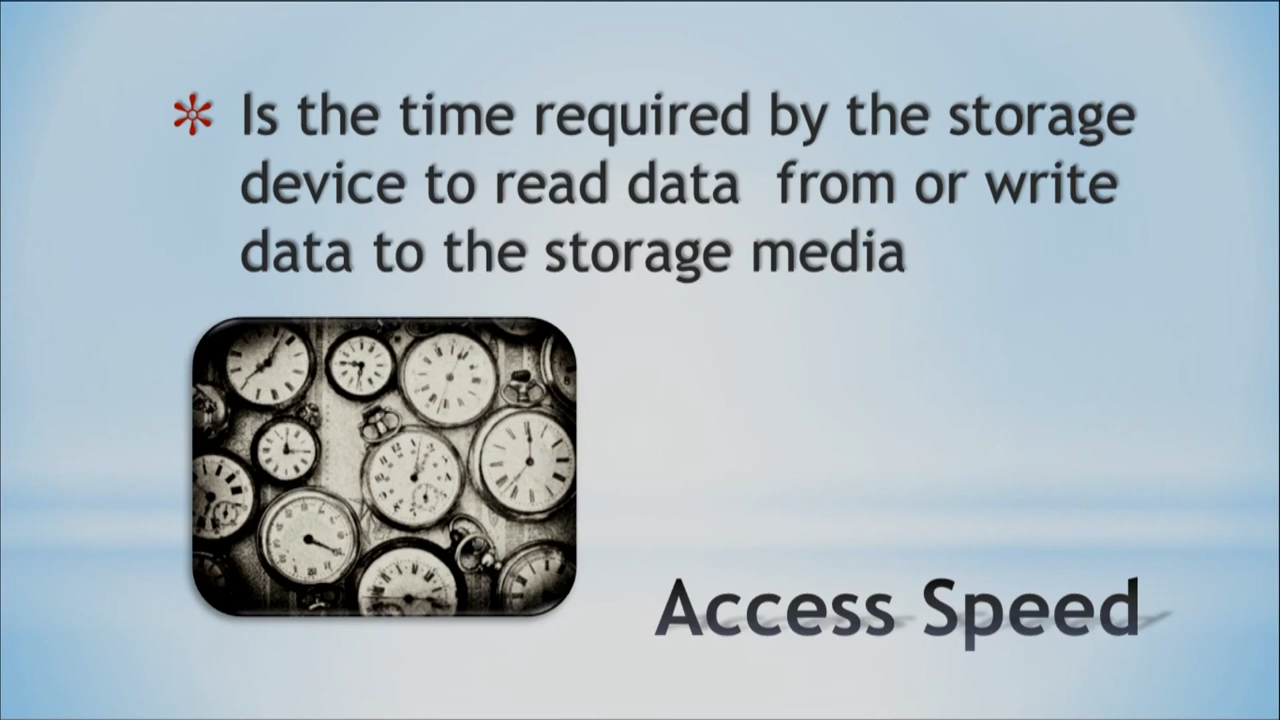 Is the time required by the storage
device to read data from or write
data to the storage media
Access Speed